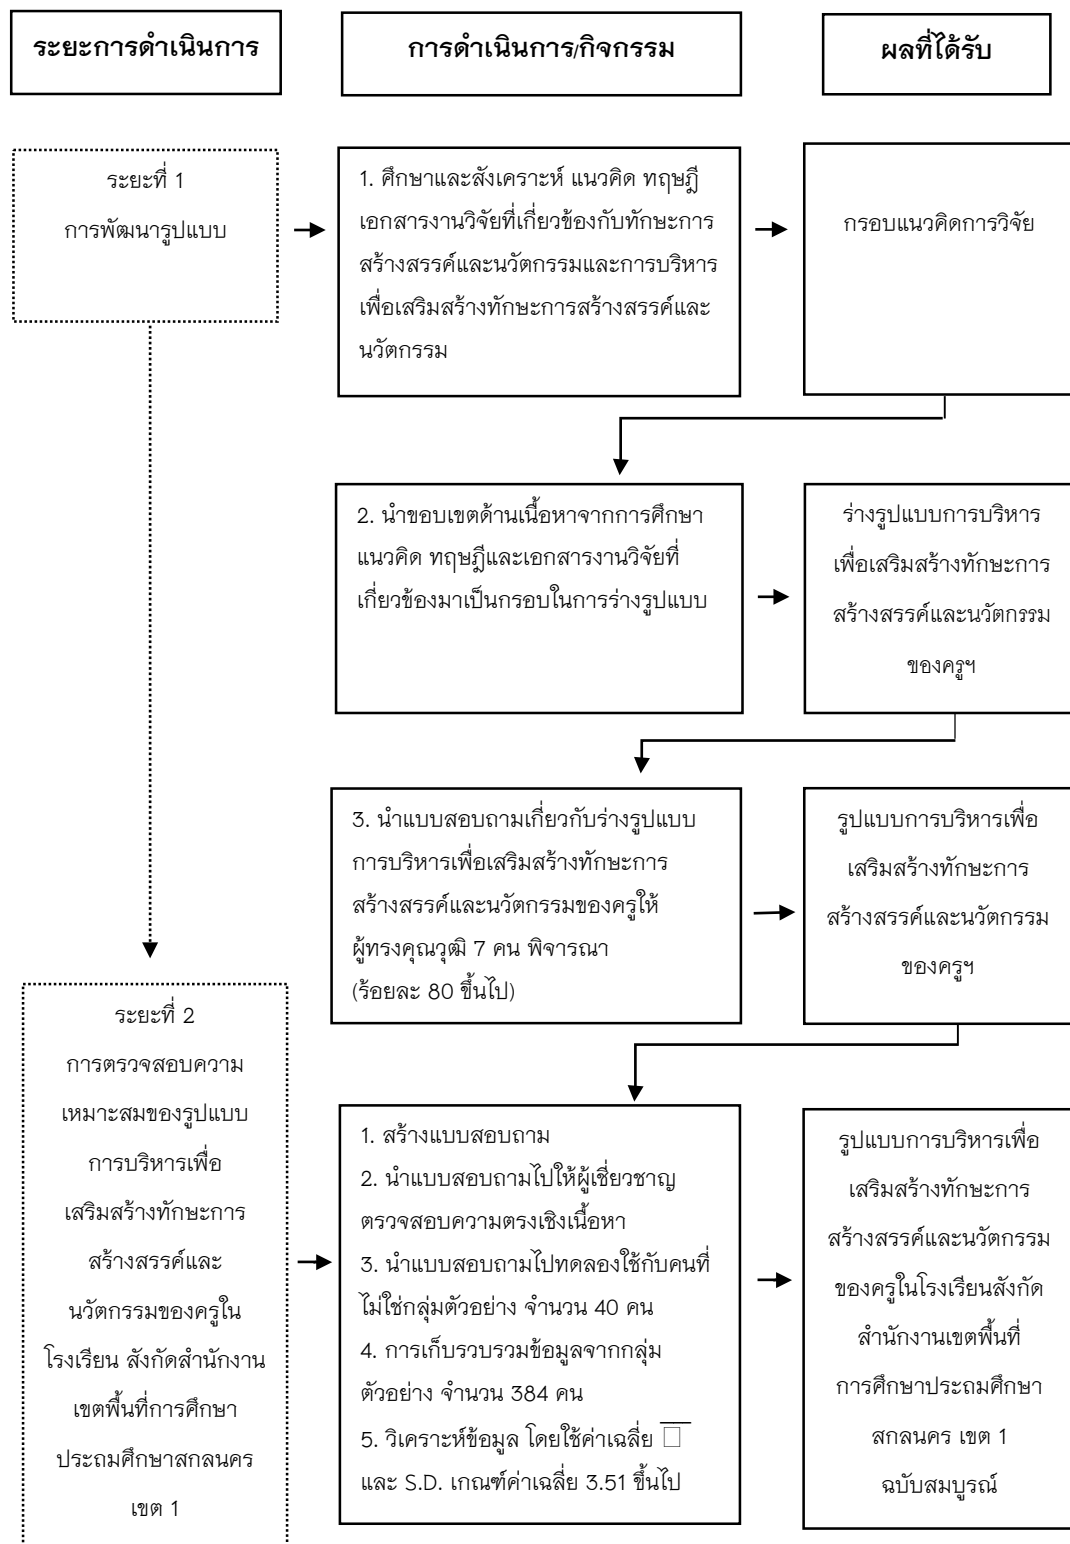 ระยะการดำเนินการ
การดำเนินการ/กิจกรรม
ผลที่ได้รับ
ระยะที่ 1
การพัฒนารูปแบบ
1. ศึกษาและสังเคราะห์ แนวคิด ทฤษฎี
เอกสารงานวิจัยที่เกี่ยวข้องกับทักษะการ
สร้างสรรค์และนวัตกรรมและการบริหาร
เพื่อเสริมสร้างทักษะการสร้างสรรค์และ
นวัตกรรม
กรอบแนวคิดการวิจัย
2. นำขอบเขตด้านเนื้อหาจากการศึกษา
แนวคิด ทฤษฎีและเอกสารงานวิจัยที่
เกี่ยวข้องมาเป็นกรอบในการร่างรูปแบบ
ร่างรูปแบบการบริหาร
เพื่อเสริมสร้างทักษะการ
สร้างสรรค์และนวัตกรรม
ของครูฯ
3. นำแบบสอบถามเกี่ยวกับร่างรูปแบบ
การบริหารเพื่อเสริมสร้างทักษะการ
สร้างสรรค์และนวัตกรรมของครูให้
ผู้ทรงคุณวุฒิ 7 คน พิจารณา
(ร้อยละ 80 ขึ้นไป)
รูปแบบการบริหารเพื่อ
เสริมสร้างทักษะการ
สร้างสรรค์และนวัตกรรม
ของครูฯ
ระยะที่ 2
การตรวจสอบความ
เหมาะสมของรูปแบบ
การบริหารเพื่อ
เสริมสร้างทักษะการ
สร้างสรรค์และ
นวัตกรรมของครูใน
โรงเรียน สังกัดสำนักงาน
เขตพื้นที่การศึกษา
ประถมศึกษาสกลนคร
เขต 1
1. สร้างแบบสอบถาม
2. นำแบบสอบถามไปให้ผู้เชี่ยวชาญ
ตรวจสอบความตรงเชิงเนื้อหา
3. นำแบบสอบถามไปทดลองใช้กับคนที่
ไม่ใช่กลุ่มตัวอย่าง จำนวน 40 คน
4. การเก็บรวบรวมข้อมูลจากกลุ่ม
ตัวอย่าง จำนวน 384 คน
5. วิเคราะห์ข้อมูล โดยใช้ค่าเฉลี่ย
และ S.D. เกณฑ์ค่าเฉลี่ย 3.51 ขึ้นไป
รูปแบบการบริหารเพื่อ
เสริมสร้างทักษะการ
สร้างสรรค์และนวัตกรรม
ของครูในโรงเรียนสังกัด
สำนักงานเขตพื้นที่
การศึกษาประถมศึกษา
สกลนคร เขต 1
ฉบับสมบูรณ์